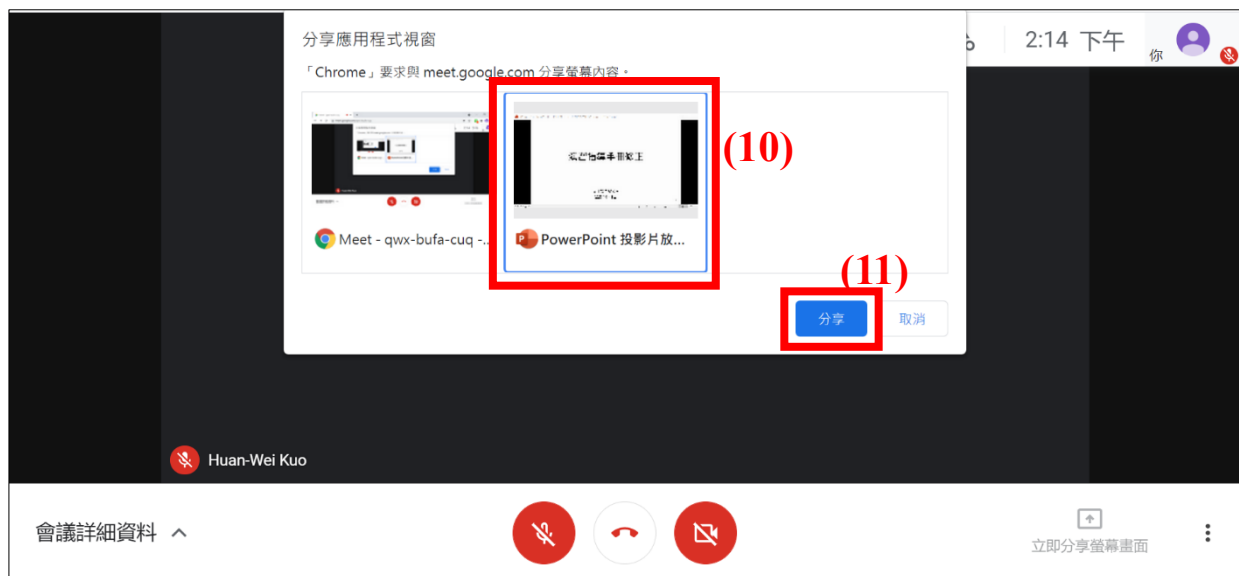 分享應用程式視窗
「Chrome」要求與 meet.google.com 分享螢幕內容。
2:14 下午
你
(10)
Meet - qwx-bufa-cuq -...
PowerPoint 投影片放...
(11)
分享
取消
Huan-Wei Kuo
會議詳細資料
立即分享螢幕畫面